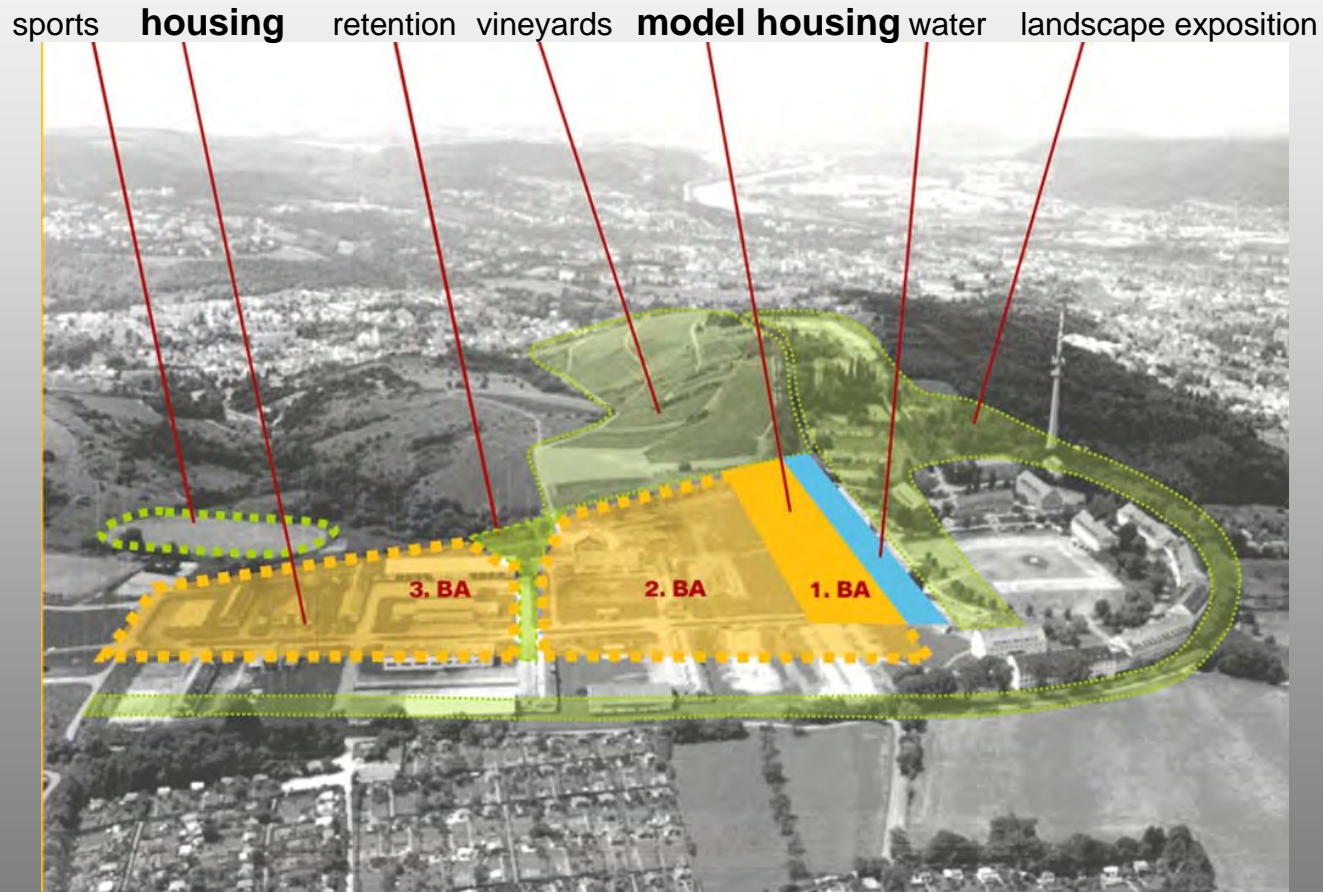 sports housing retention vineyards model housing water landscape exposition
3. BA 2. BA 1. BA